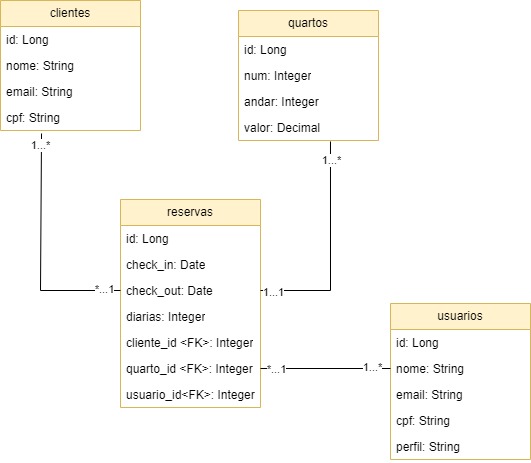 clientes
id: Long
nome: String
email: String
cpf: String
1...*
quartos
id: Long
num: Integer
andar: Integer
valor: Decimal
1...*
reservas
id: Long
check_in: Date
check_out: Date
diarias: Integer
cliente_id <FK>: Integer
quarto_id <FK>: Integer
usuario_id<FK>: Integer
*...1
1...1
*...1
1...*
usuarios
id: Long
nome: String
email: String
cpf: String
perfil: String